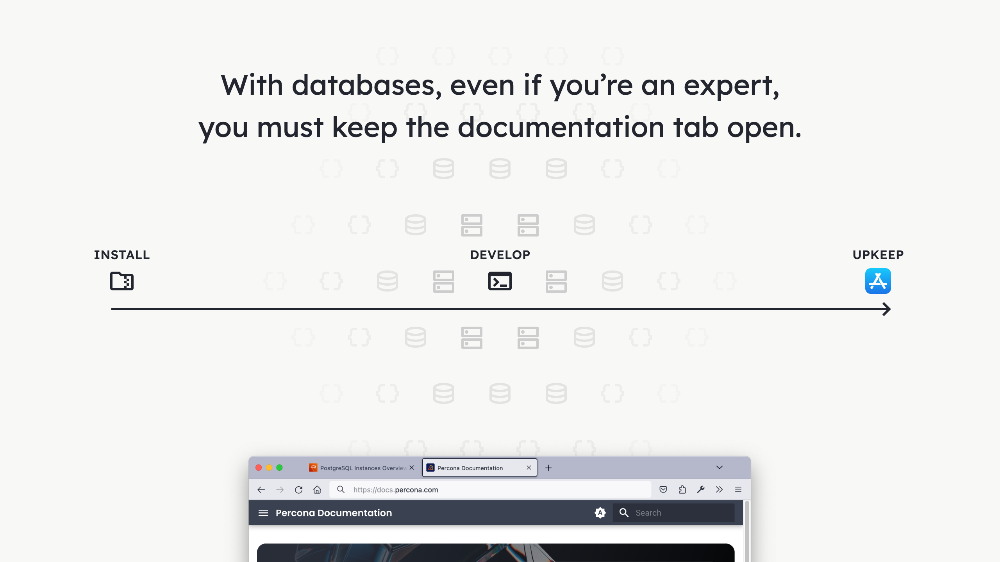 With databases, even if you’re an expert,
you must keep the documentation tab open.
INSTALL
DEVELOP
UPKEEP
PostgreSQL Instances Overview
Percona Documentation
https://docs.percona.com
Percona Documentation
A
Search